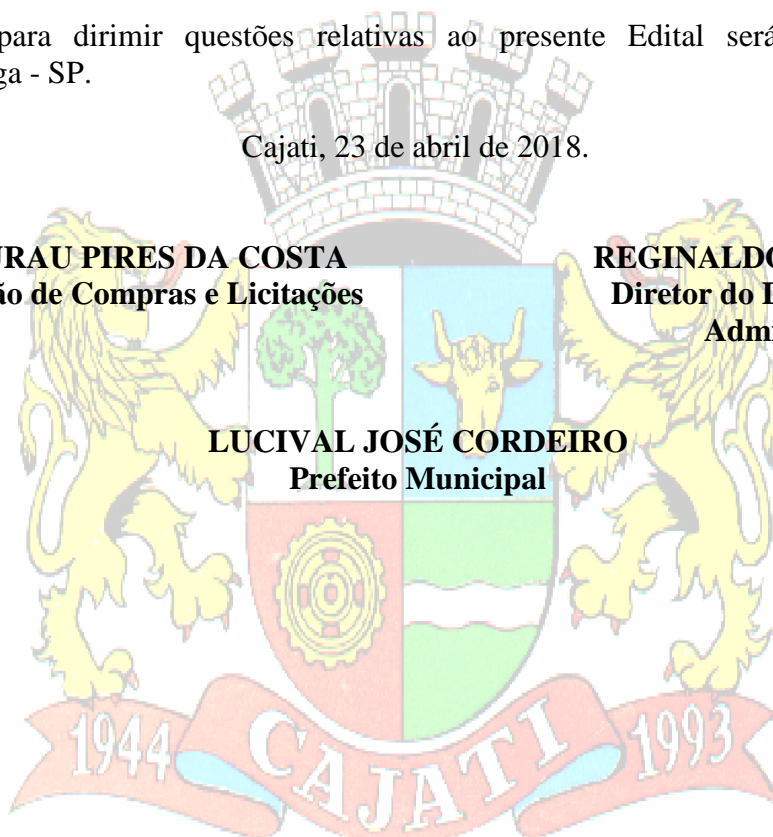 para dirimir questões relativas ao presente Edital será
ga - SP.
Cajati, 23 de abril de 2018.
URAU PIRES DA COSTA
ão de Compras e Licitações
REGINALDO
Diretor do
Admi
LUCIVAL JOSÉ CORDEIRO
Prefeito Municipal
1944 CAJATI 1993